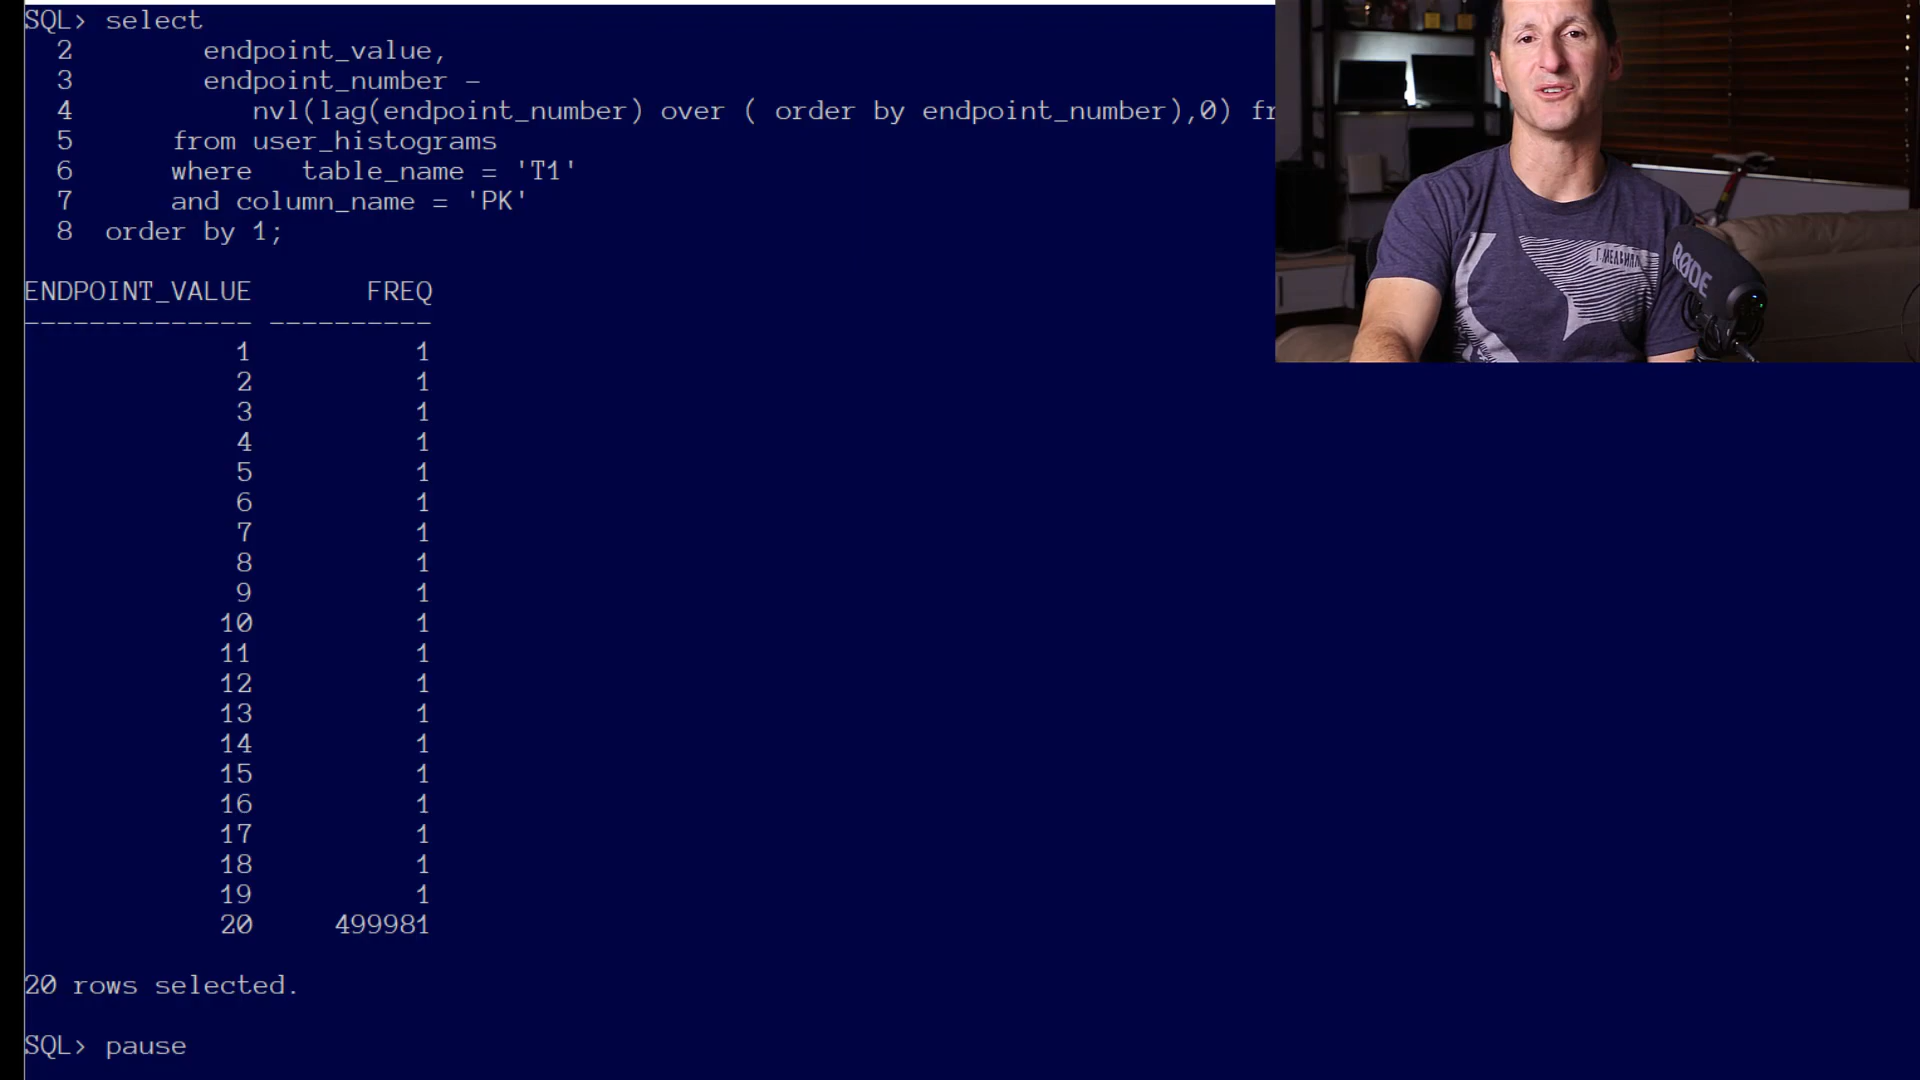 SQL> select
  2        endpoint_value,
  3        endpoint_number -
  4           nvl(lag(endpoint_number) over ( order by endpoint_number),0) fr
  5      from user_histograms
  6      where   table_name = 'T1'
  7      and column_name = 'PK'
  8  order by 1;
ENDPOINT_VALUE       FREQ
-------------- ----------
             1          1
             2          1
             3          1
             4          1
             5          1
             6          1
             7          1
             8          1
             9          1
            10          1
            11          1
            12          1
            13          1
            14          1
            15          1
            16          1
            17          1
            18          1
            19          1
            20     499981
20 rows selected.
SQL> pause
Г.МЕЛВИЛЛ
RØDE